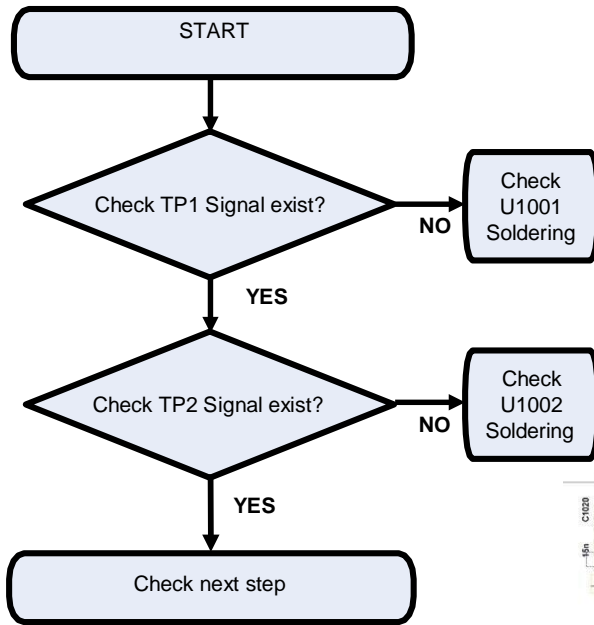 START
Check TP1 Signal exist?
NO
Check
U1001
Soldering
YES
Check TP2 Signal exist?
NO
Check
U1002
Soldering
YES
Check next step
C1020
15n